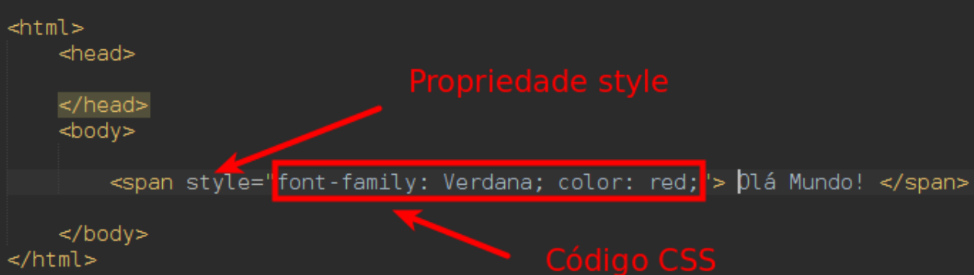 <html>
<head>
Propriedade style
</head>
<body>
<span style="font-family: Verdana; color: red;"> Olá Mundo! </span>
</body>
Código CSS
</html>